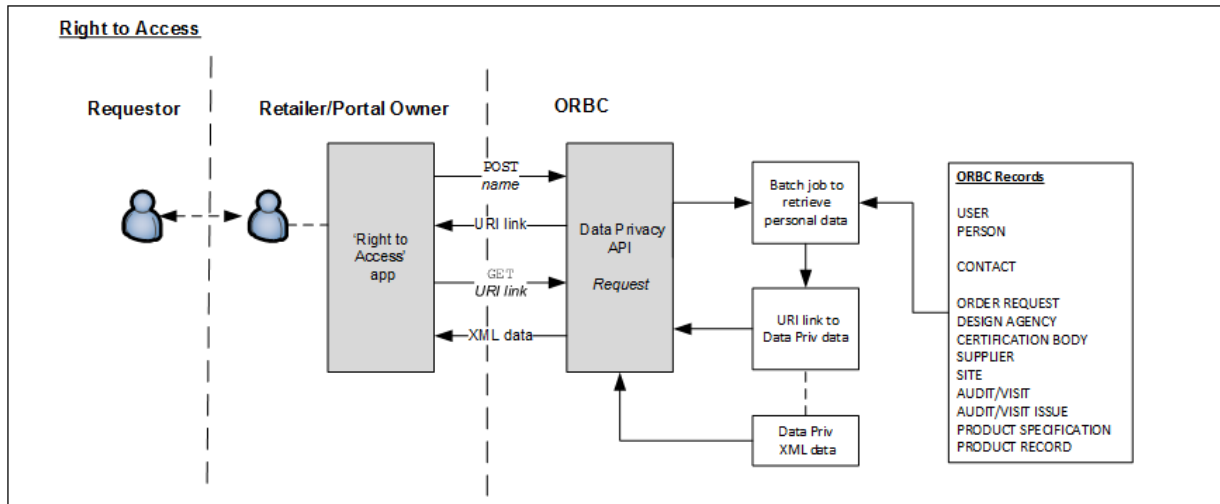 Right to Access
Requestor
Retailer/Portal Owner
ORBC
'Right to
Access'
app
POST
name
URI link
GET
URI link
XML data
Data Privacy
API
Request
Batch job to
retrieve
personal data
URI link to
Data Priv data
Data Priv
XML data
ORBC Records
USER
PERSON
CONTACT
ORDER REQUEST
DESIGN AGENCY
CERTIFICATION BODY
SUPPLIER
SITE
AUDIT/VISIT
AUDIT/VISIT ISSUE
PRODUCT SPECIFICATION
PRODUCT RECORD